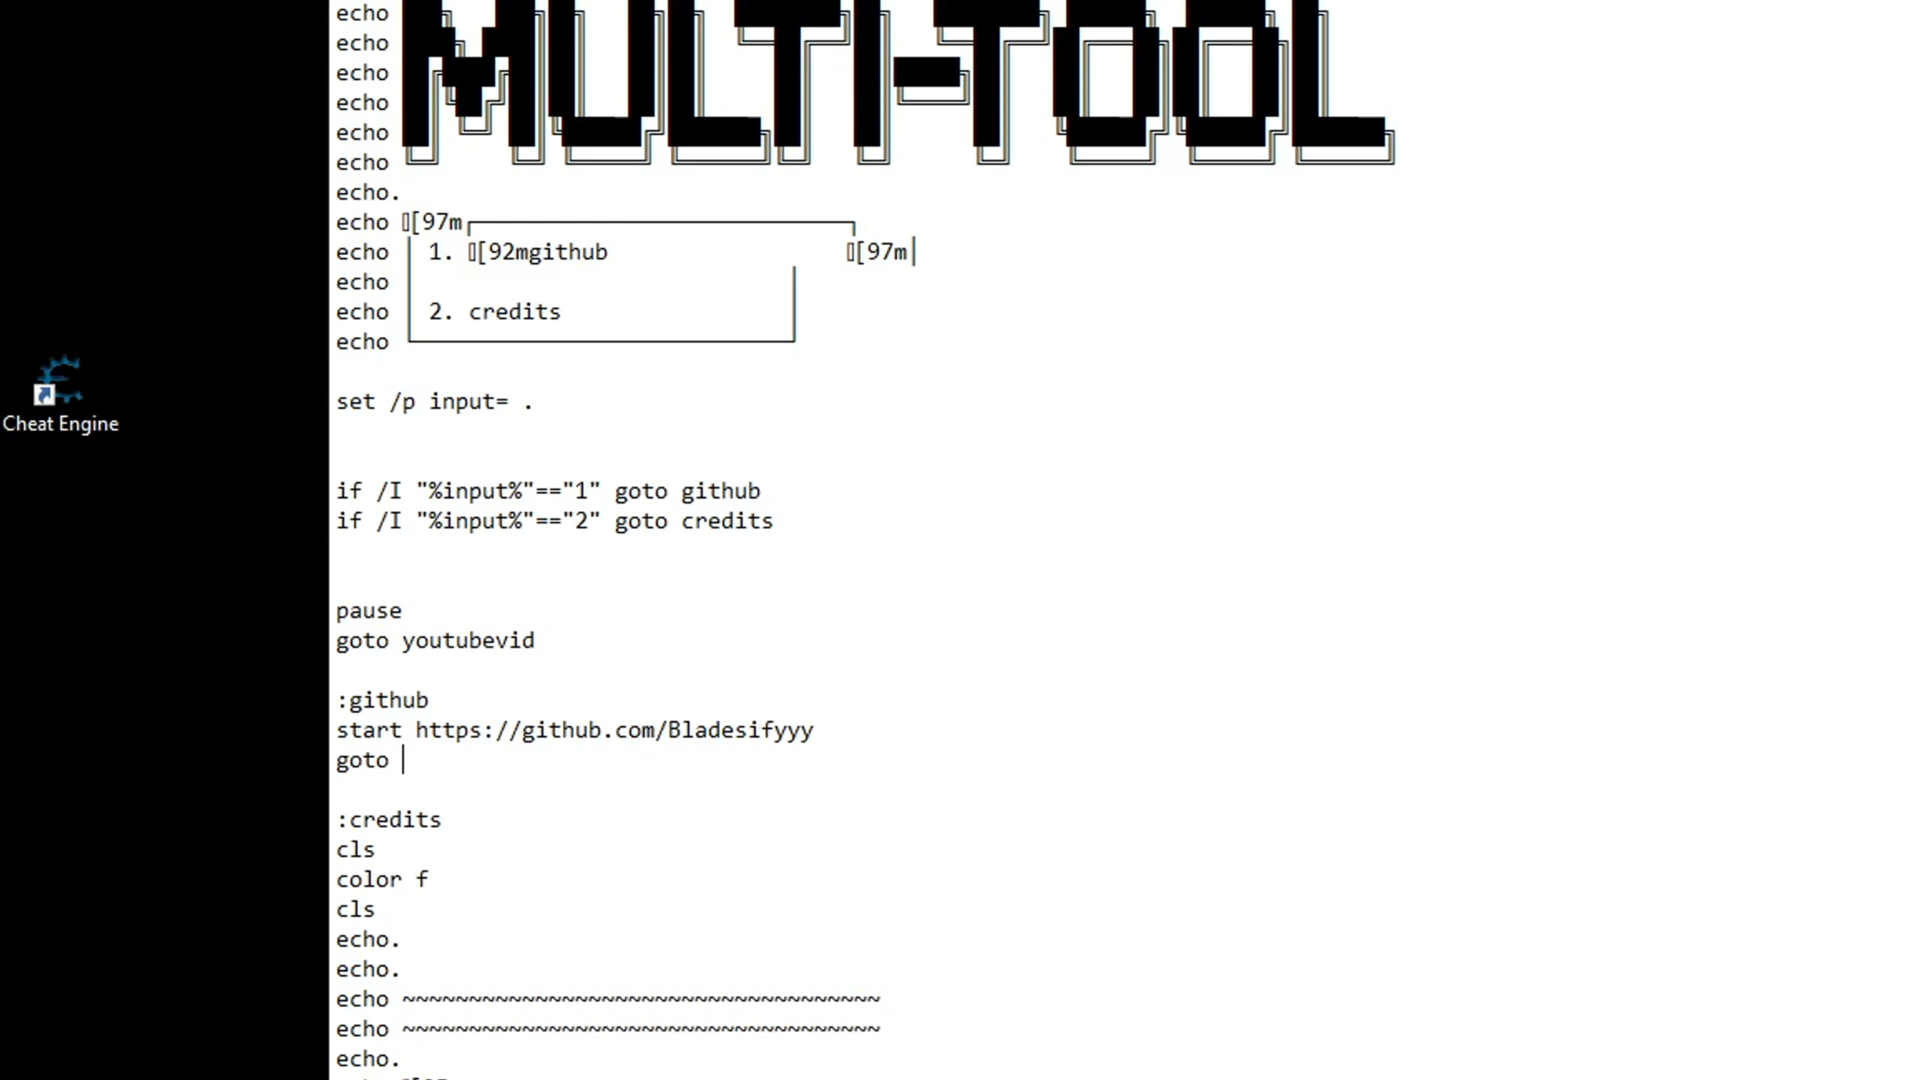 echo
echo
echo
echo
echo
echo
echo.
echo [97m┌─────────────────────────────┐
echo │ 1. [92mgithub                  [97m│
echo │                             │
echo │ 2. credits                  │
echo └─────────────────────────────┘
set /p input= .
if /I "%input%"=="1" goto github
if /I "%input%"=="2" goto credits
pause
goto youtubevid
:github
start https://github.com/Bladesifyyy
goto
Cheat Engine
:credits
cls
color f
cls
echo.
echo.
echo ~~~~~~~~~~~~~~~~~~~~~~~~~~~~~~~~~~~~
echo ~~~~~~~~~~~~~~~~~~~~~~~~~~~~~~~~~~~~
echo.
MULTI-TOOL